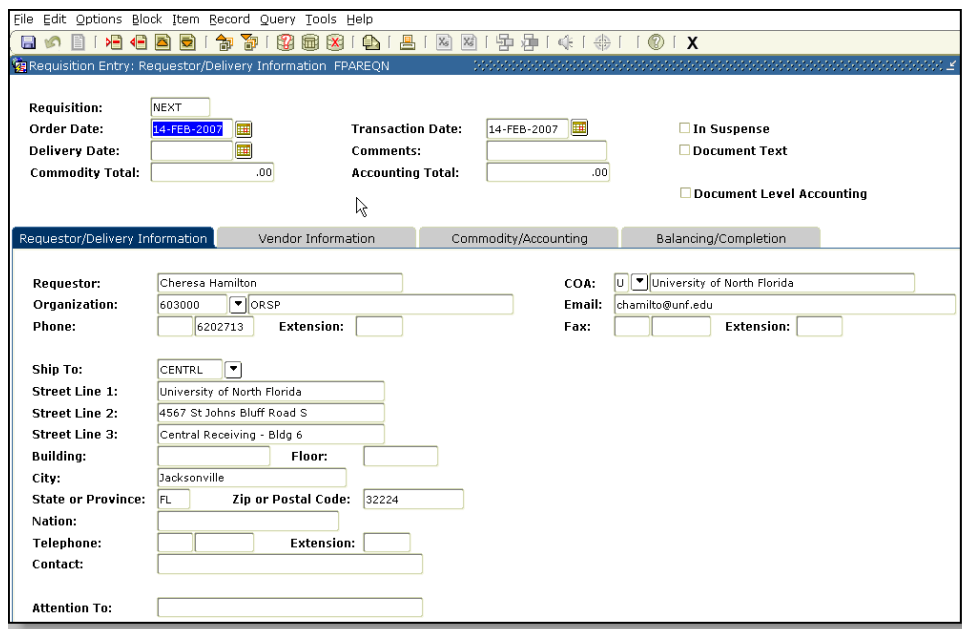 File Edit Options Block Item Record Query Tools Help
X
Requisition Entry: Requestor/Delivery Information FPAREQN
Requisition: NEXT
Order Date: 14-FEB-2007 Transaction Date: 14-FEB-2007 In Suspense
Delivery Date: Comments: Document Text
Commodity Total: .00 Accounting Total: .00
Document Level Accounting
Requestor/Delivery Information Vendor Information Commodity/Accounting Balancing/Completion
Requestor: Cheresa Hamilton COA: U University of North Florida
Organization: 603000 ORSP Email: chamilto@unf.edu
Phone: 6202713 Extension: Fax: Extension:
Ship To: CENTRL
Street Line 1: University of North Florida
Street Line 2: 4567 St Johns Bluff Road S
Street Line 3: Central Receiving - Bldg 6
Building: Floor:
City: Jacksonville
State or Province: FL Zip or Postal Code: 32224
Nation:
Telephone: Extension:
Contact:
Attention To: